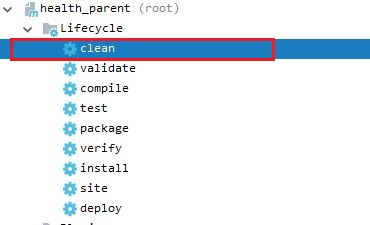 health_parent (root)
Lifecycle
clean
validate
compile
test
package
verify
install
site
deploy